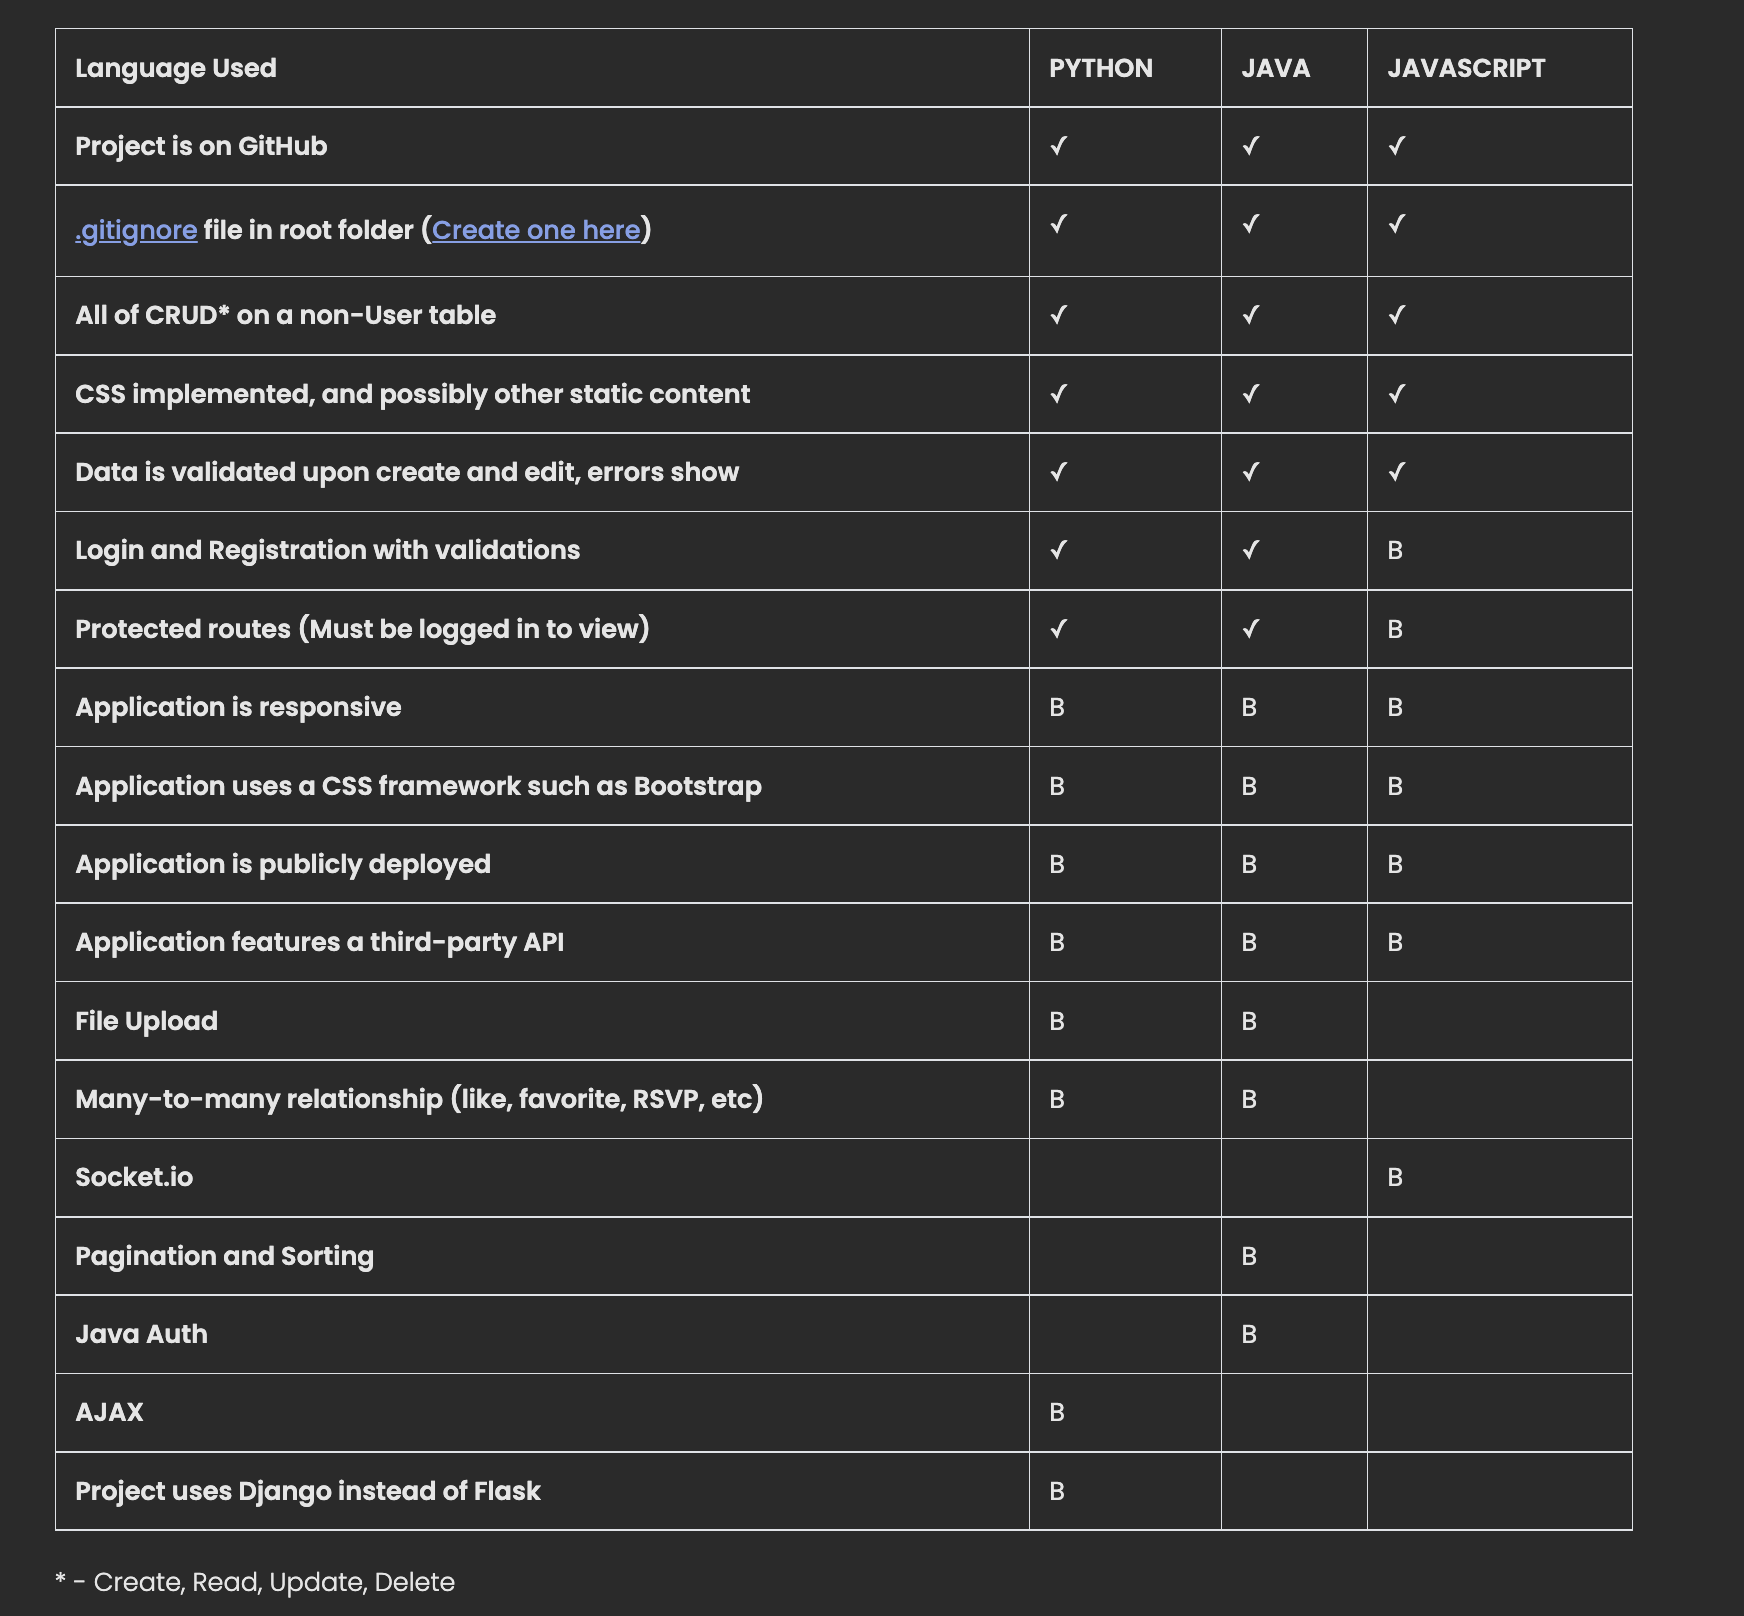 Language Used PYTHON JAVA JAVASCRIPT
Project is on GitHub ✓ ✓ ✓
.gitignore file in root folder (Create one here) ✓ ✓ ✓
All of CRUD* on a non-User table ✓ ✓ ✓
CSS implemented, and possibly other static content ✓ ✓ ✓
Data is validated upon create and edit, errors show ✓ ✓ ✓
Login and Registration with validations ✓ ✓ B
Protected routes (Must be logged in to view) ✓ ✓ B
Application is responsive B B B
Application uses a CSS framework such as Bootstrap B B B
Application is publicly deployed B B B
Application features a third-party API B B B
File Upload B B
Many-to-many relationship (like, favorite, RSVP, etc) B B
Socket.io B
Pagination and Sorting B
Java Auth B
AJAX B
Project uses Django instead of Flask B
* - Create, Read, Update, Delete